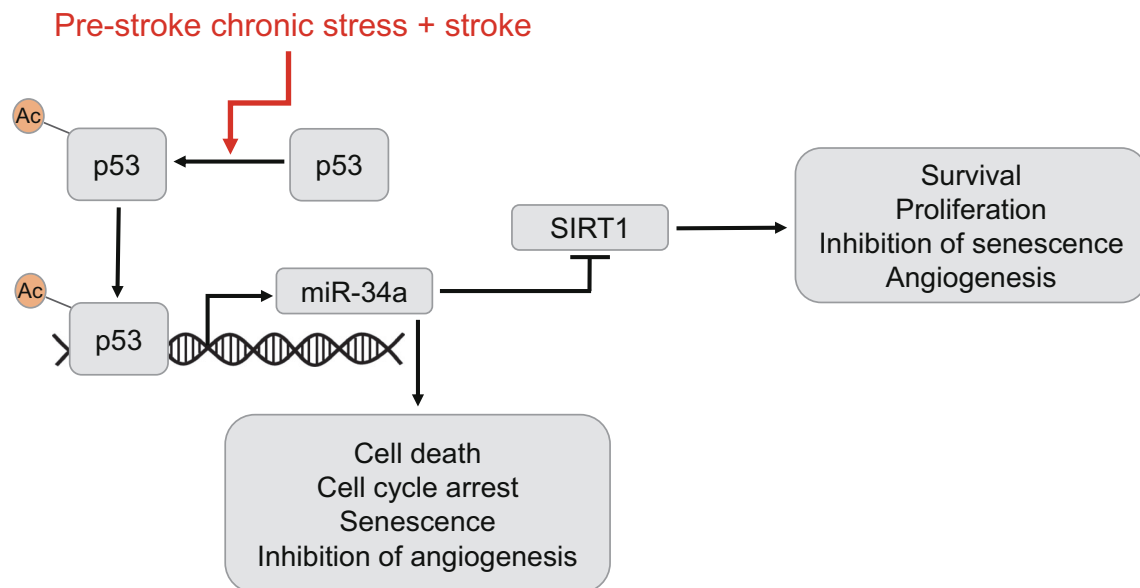 Pre-stroke chronic stress + stroke
Ac
p53
p53
Survival
Proliferation
Inhibition of senescence
Angiogenesis
SIRT1
Ac
miR-34a
p53
Cell death
Cell cycle arrest
Senescence
Inhibition of angiogenesis